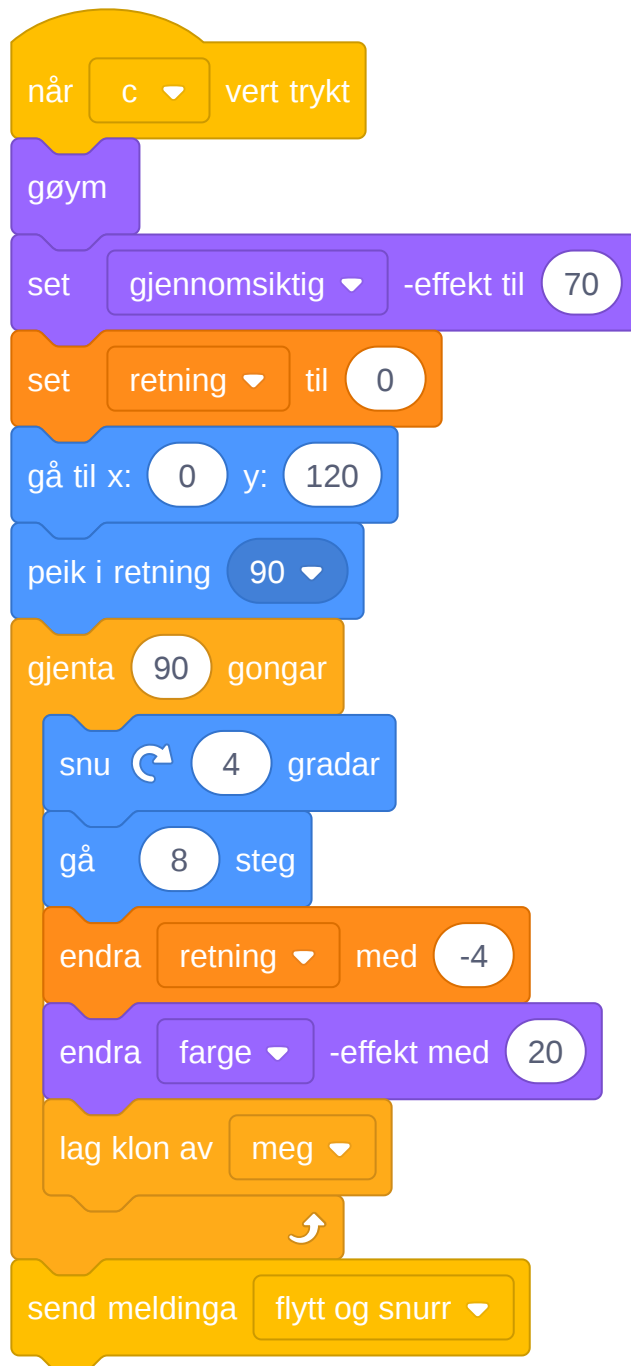 når c vert trykt
gøym
set gjennomsiktig -effekt til 70
set retning til 0
gå til x: 0 y: 120
peik i retning 90
gjenta 90 gongar
snu 4 gradar
gå 8 steg
endra retning med -4
endra farge -effekt med 20
lag klon av meg
send meldinga flytt og snurr